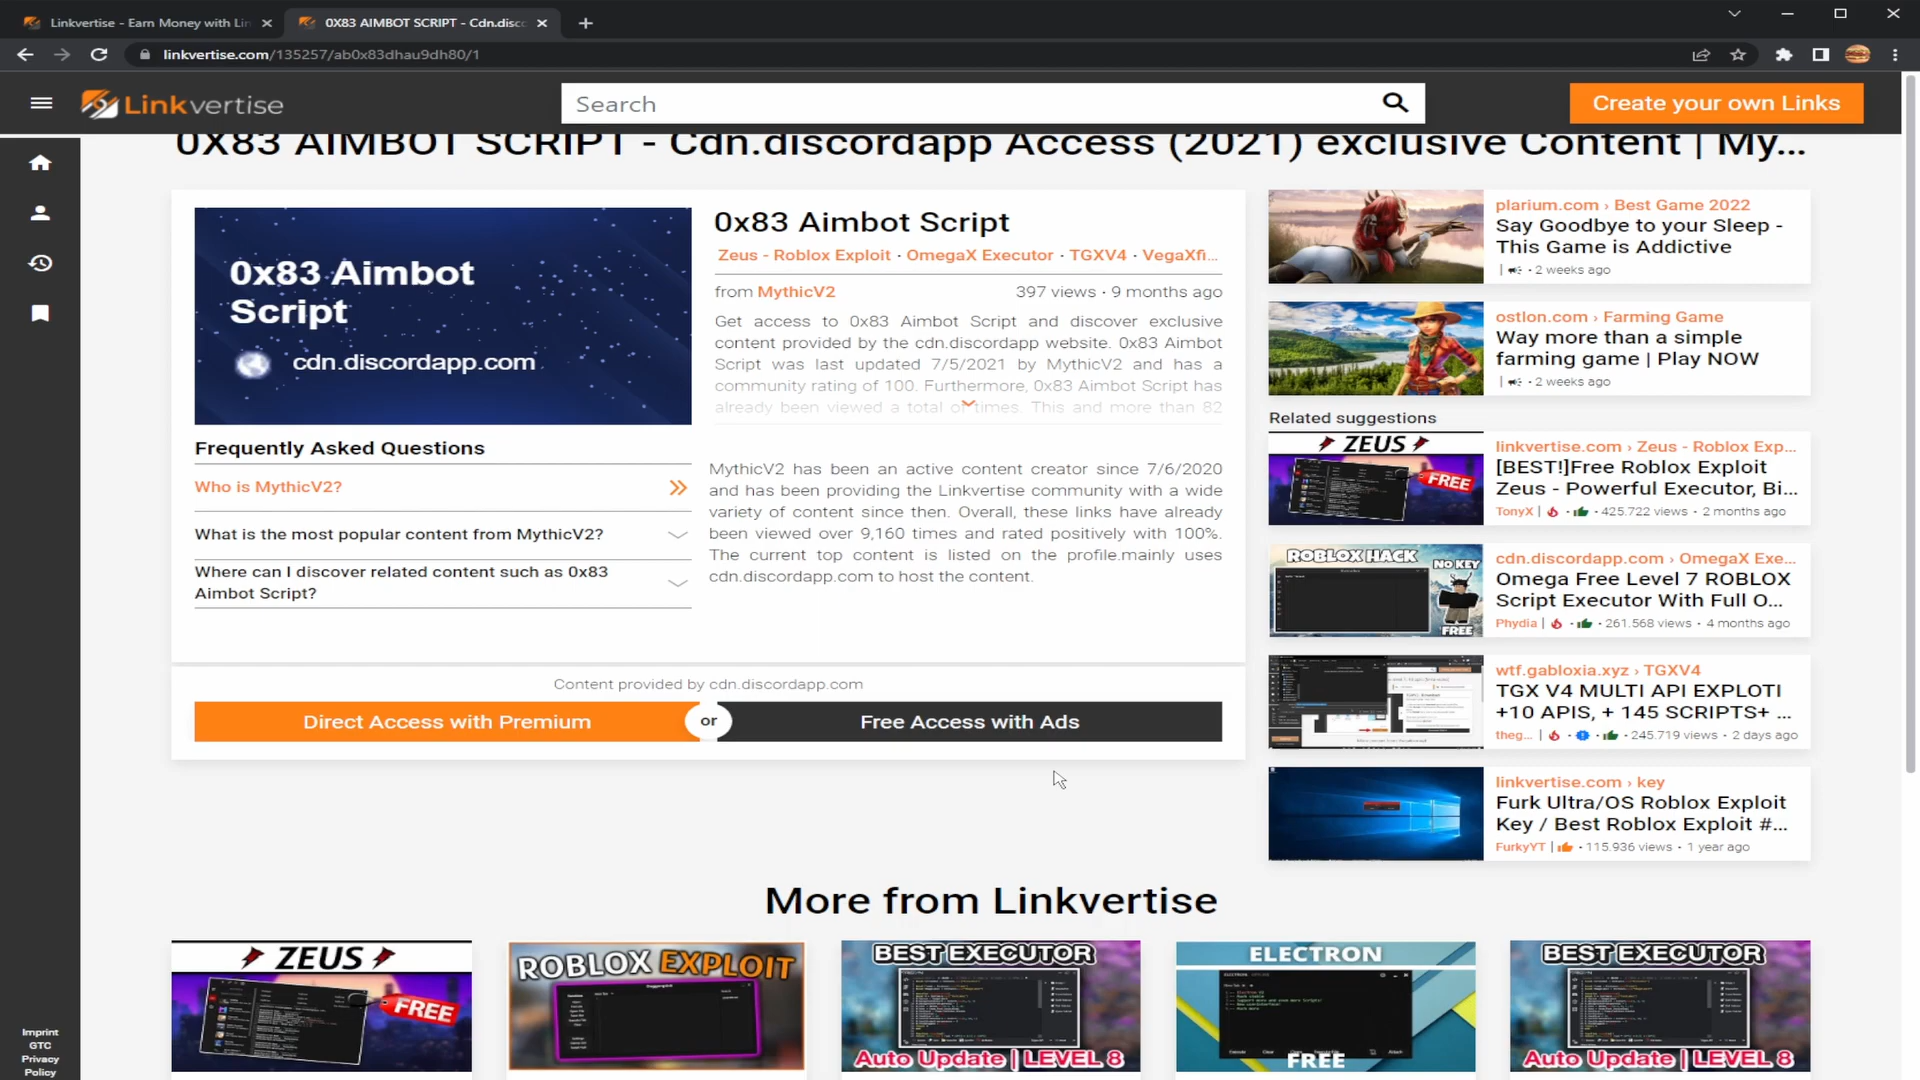 Linkvertise - Earn Money with Lin
0X83 AIMBOT SCRIPT - Cdn.disco
linkvertise.com/135257/ab0x83dhau9dh80/1
Linkvertise
Search
Create your own Links
0X83 AIMBOT SCRIPT - Cdn.discordapp Access (2021) exclusive Content | My...
0x83 Aimbot
Script
cdn.discordapp.com
0x83 Aimbot Script
Zeus - Roblox Exploit · OmegaX Executor · TGXV4 · VegaXfi...
from MythicV2
397 views · 9 months ago
Get access to 0x83 Aimbot Script and discover exclusive
content provided by the cdn.discordapp website. 0x83 Aimbot
Script was last updated 7/5/2021 by MythicV2 and has a
community rating of 100. Furthermore, 0x83 Aimbot Script has
already been viewed a total of times. This and more than 82
Frequently Asked Questions
Who is MythicV2?
What is the most popular content from MythicV2?
Where can I discover related content such as 0x83
Aimbot Script?
MythicV2 has been an active content creator since 7/6/2020
and has been providing the Linkvertise community with a wide
variety of content since then. Overall, these links have already
been viewed over 9,160 times and rated positively with 100%.
The current top content is listed on the profile.mainly uses
cdn.discordapp.com to host the content.
Content provided by cdn.discordapp.com
Direct Access with Premium
or
Free Access with Ads
plarium.com › Best Game 2022
Say Goodbye to your Sleep -
This Game is Addictive
| · 2 weeks ago
ostlon.com › Farming Game
Way more than a simple
farming game | Play NOW
| · 2 weeks ago
Related suggestions
ZEUS
FREE
linkvertise.com › Zeus - Roblox Exp...
[BEST!]Free Roblox Exploit
Zeus - Powerful Executor, Bi...
TonyX | · · 425.722 views · 2 months ago
ROBLOX HACK
NO KEY
FREE
cdn.discordapp.com › OmegaX Exe...
Omega Free Level 7 ROBLOX
Script Executor With Full O...
Phydia | · · 261.568 views · 4 months ago
wtf.gabloxia.xyz › TGXV4
TGX V4 MULTI API EXPLOTI
+10 APIS, + 145 SCRIPTS+ ...
theg... | · · · 245.719 views · 2 days ago
linkvertise.com › key
Furk Ultra/OS Roblox Exploit
Key / Best Roblox Exploit #...
FurkyYT | · 115.936 views · 1 year ago
More from Linkvertise
ZEUS
FREE
ROBLOX EXPLOIT
BEST EXECUTOR
Auto Update | LEVEL 8
ELECTRON
FREE
BEST EXECUTOR
Auto Update | LEVEL 8
Imprint
GTC
Privacy
Policy